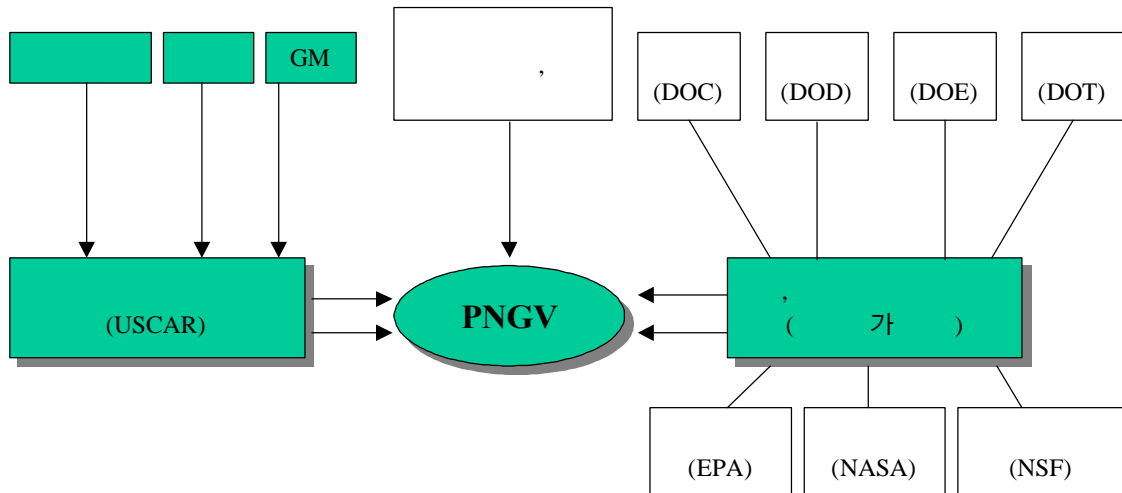 GM
,
(DOC)
(DOD)
(DOE)
(DOT)
(USCAR)
PNGV
,
( 가 )
(EPA)
(NASA)
(NSF)